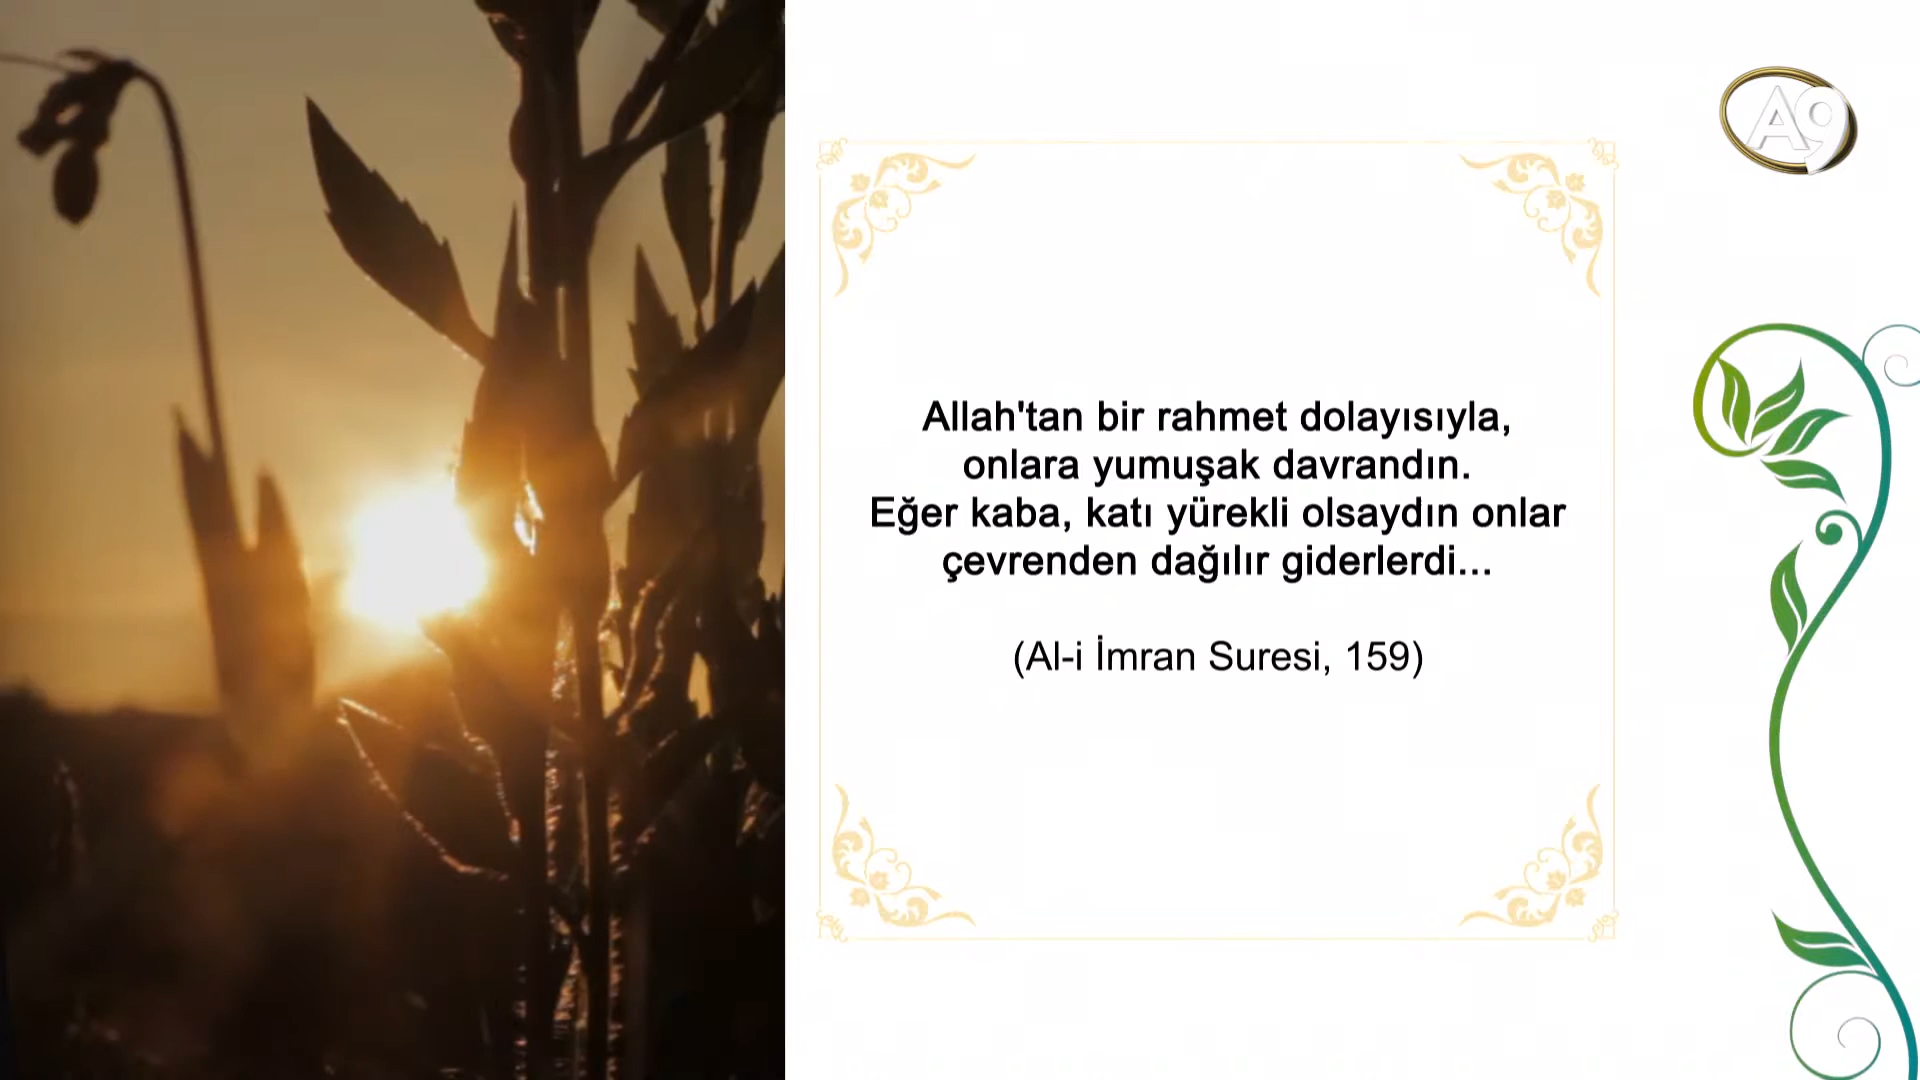 A9
Allah'tan bir rahmet dolayısıyla,
onlara yumuşak davrandın.
Eğer kaba, katı yürekli olsaydın onlar
çevrenden dağılır giderlerdi...
(Al-i İmran Suresi, 159)